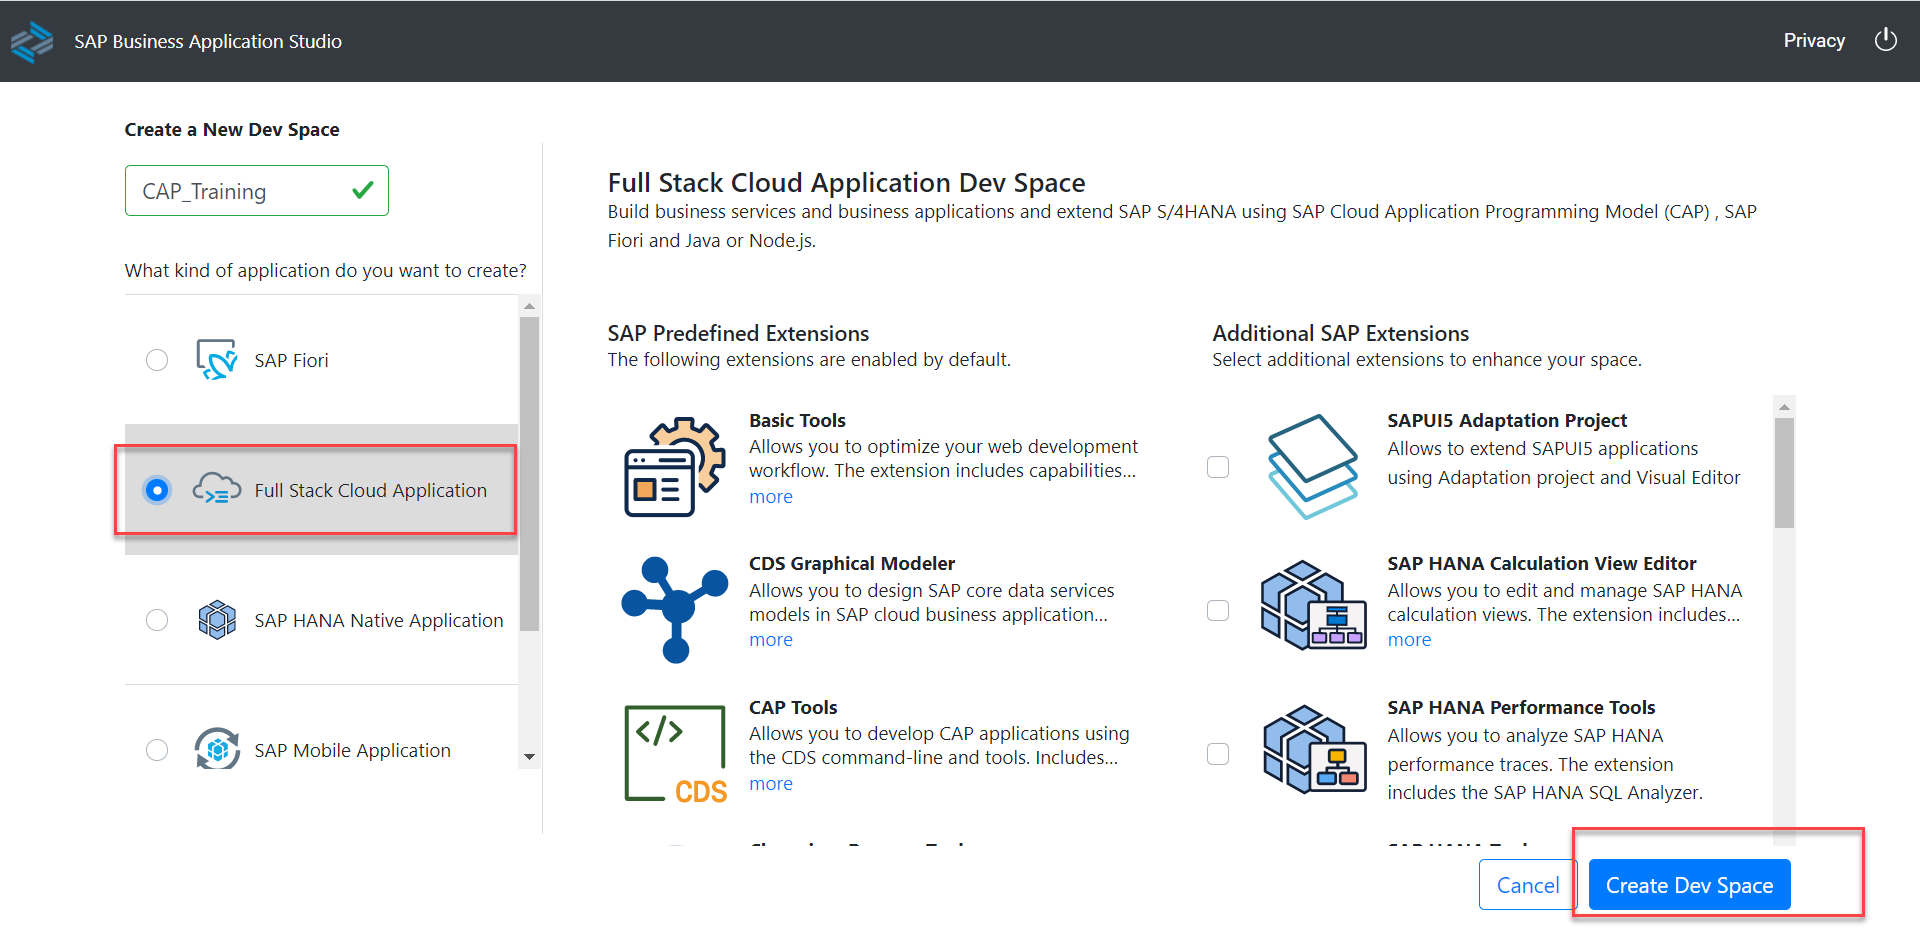 SAP Business Application Studio
Privacy
Create a New Dev Space
CAP_Training
What kind of application do you want to create?
SAP Fiori
Full Stack Cloud Application
SAP HANA Native Application
SAP Mobile Application
Full Stack Cloud Application Dev Space
Build business services and business applications and extend SAP S/4HANA using SAP Cloud Application Programming Model (CAP) , SAP
Fiori and Java or Node.js.
SAP Predefined Extensions
The following extensions are enabled by default.
Basic Tools
Allows you to optimize your web development
workflow. The extension includes capabilities...
more
CDS Graphical Modeler
Allows you to design SAP core data services
models in SAP cloud business application...
more
</>
CDS
CAP Tools
Allows you to develop CAP applications using
the CDS command-line and tools. Includes...
more
Additional SAP Extensions
Select additional extensions to enhance your space.
SAPUI5 Adaptation Project
Allows to extend SAPUI5 applications
using Adaptation project and Visual Editor
SAP HANA Calculation View Editor
Allows you to edit and manage SAP HANA
calculation views. The extension includes...
more
SAP HANA Performance Tools
Allows you to analyze SAP HANA
performance traces. The extension
includes the SAP HANA SQL Analyzer.
Cancel
Create Dev Space